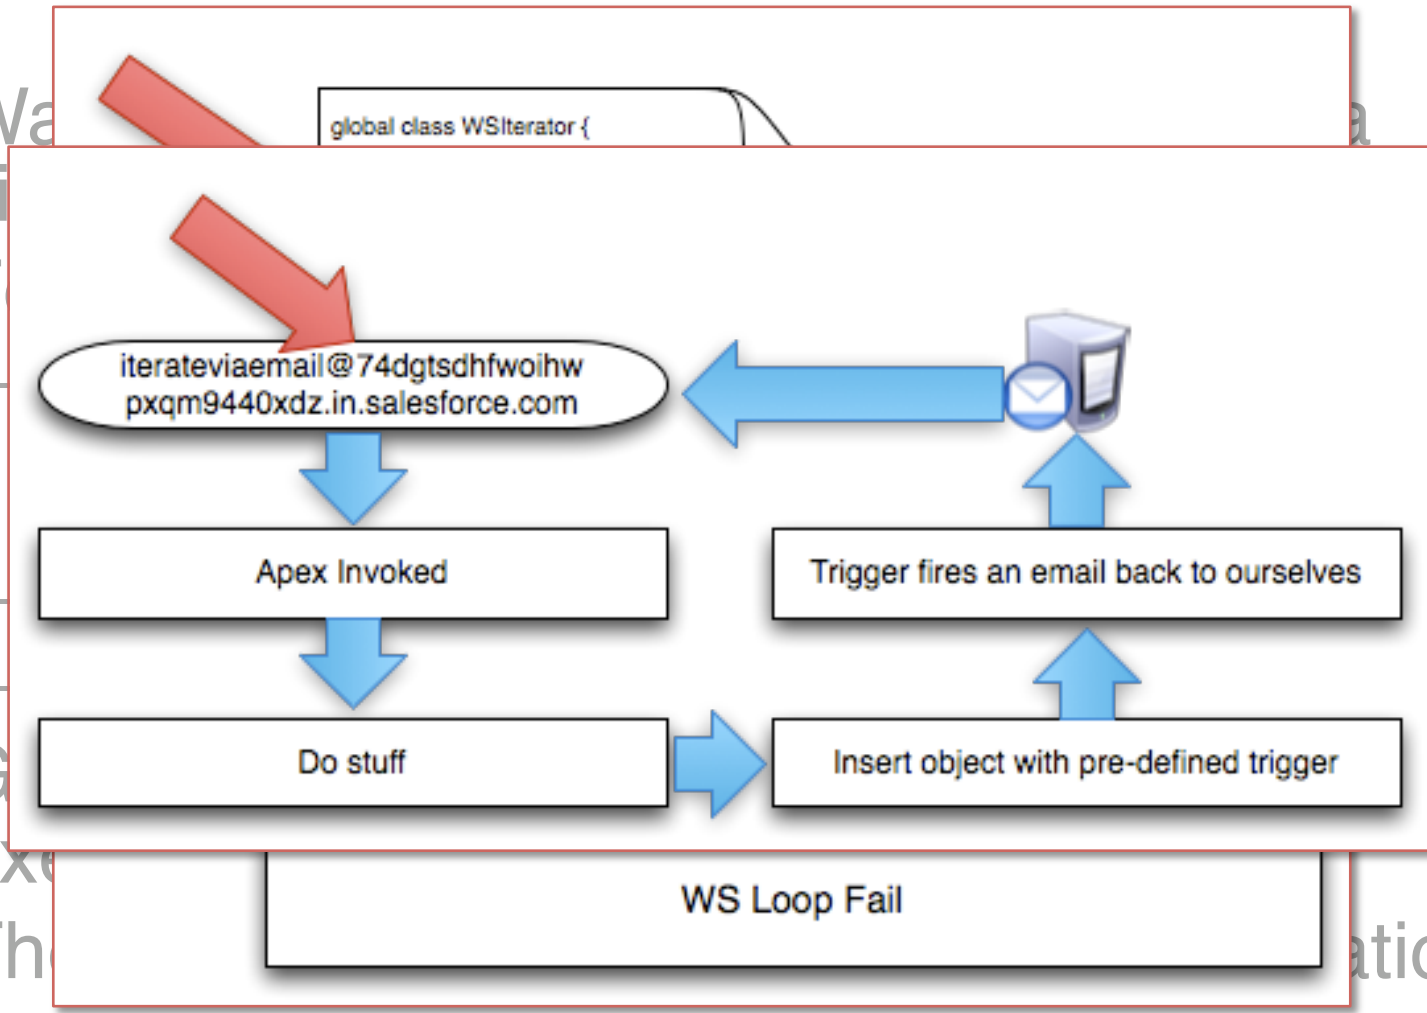 global class WSIterator {
iterateviaemail@74dgtsdhfwoihw
pxqm9440xdz.in.salesforce.com
Apex Invoked
Trigger fires an email back to ourselves
Do stuff
Insert object with pre-defined trigger
WS Loop Fail